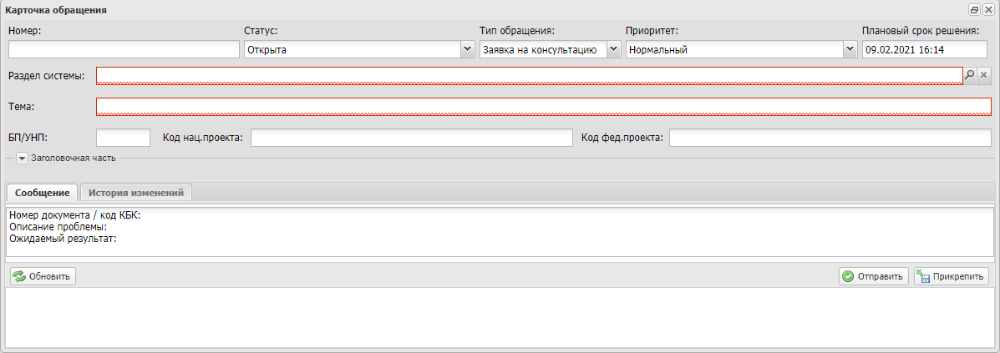 Карточка обращения
Номер: Статус: Тип обращения: Приоритет: Плановый срок решения:
Открыта Заявка на консультацию Нормальный 09.02.2021 16:14
Раздел системы:
Тема:
БП/УНП: Код нац.проекта: Код фед.проекта:
Заголовочная часть
Сообщение История изменений
Номер документа / код КБК:
Описание проблемы:
Ожидаемый результат:
Обновить Отправить Прикрепить